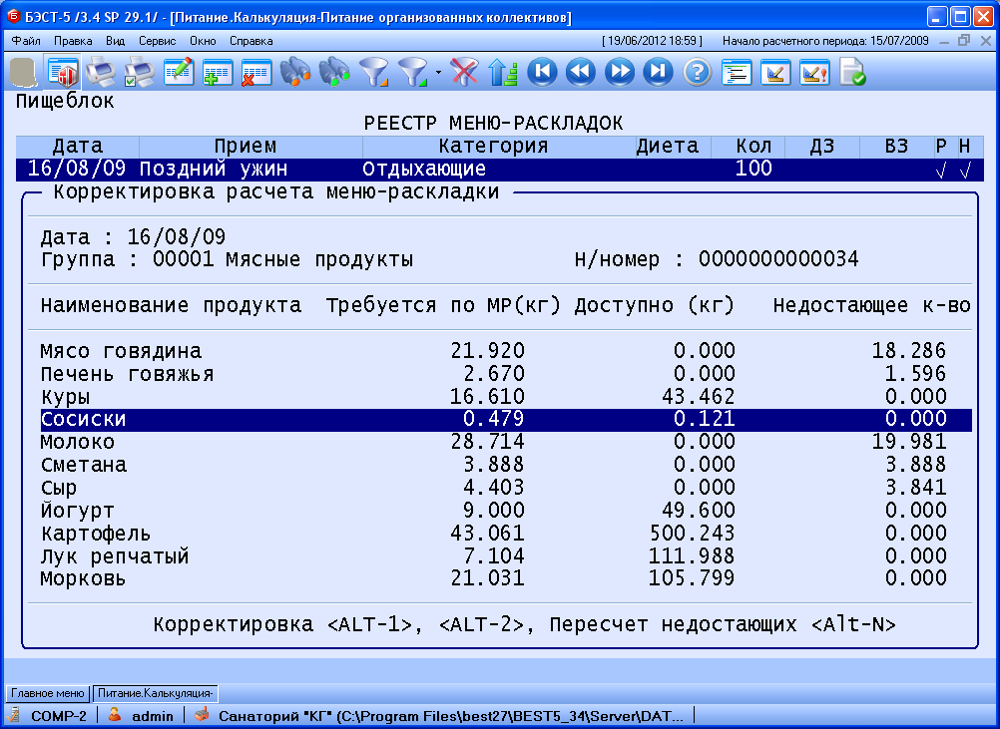 БЭСТ-5 /3.4 SP 29.1/ - [Питание.Калькуляция-Питание организованных коллективов]
Файл Правка Вид Сервис Окно Справка [ 19/06/2012 18:59 ] Начало расчетного периода: 15/07/2009
Пищеблок
РЕЕСТР МЕНЮ-РАСКЛАДОК
Дата Прием Категория Диета Кол ДЗ ВЗ Р Н
16/08/09 Поздний ужин Отдыхающие 100 √ √
Корректировка расчета меню-раскладки
Дата : 16/08/09
Группа : 00001 Мясные продукты Н/номер : 0000000000034
Наименование продукта Требуется по МР(кг) Доступно (кг) Недостающее к-во
Мясо говядина 21.920 0.000 18.286
Печень говяжья 2.670 0.000 1.596
Куры 16.610 43.462 0.000
Сосиски 0.479 0.121 0.000
Молоко 28.714 0.000 19.981
Сметана 3.888 0.000 3.888
Сыр 4.403 0.000 3.841
Йогурт 9.000 49.600 0.000
Картофель 43.061 500.243 0.000
Лук репчатый 7.104 111.988 0.000
Морковь 21.031 105.799 0.000
Корректировка <ALT-1>, <ALT-2>, Пересчет недостающих <Alt-N>
Главное меню Питание.Калькуляция-
COMP-2 admin Санаторий "КГ" (C:\Program Files\best27\BEST5_34\Server\DAT...